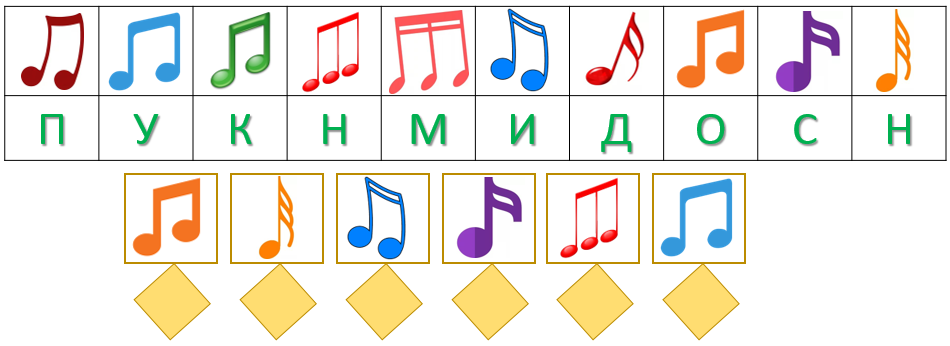 П У К Н М И Д О С Н